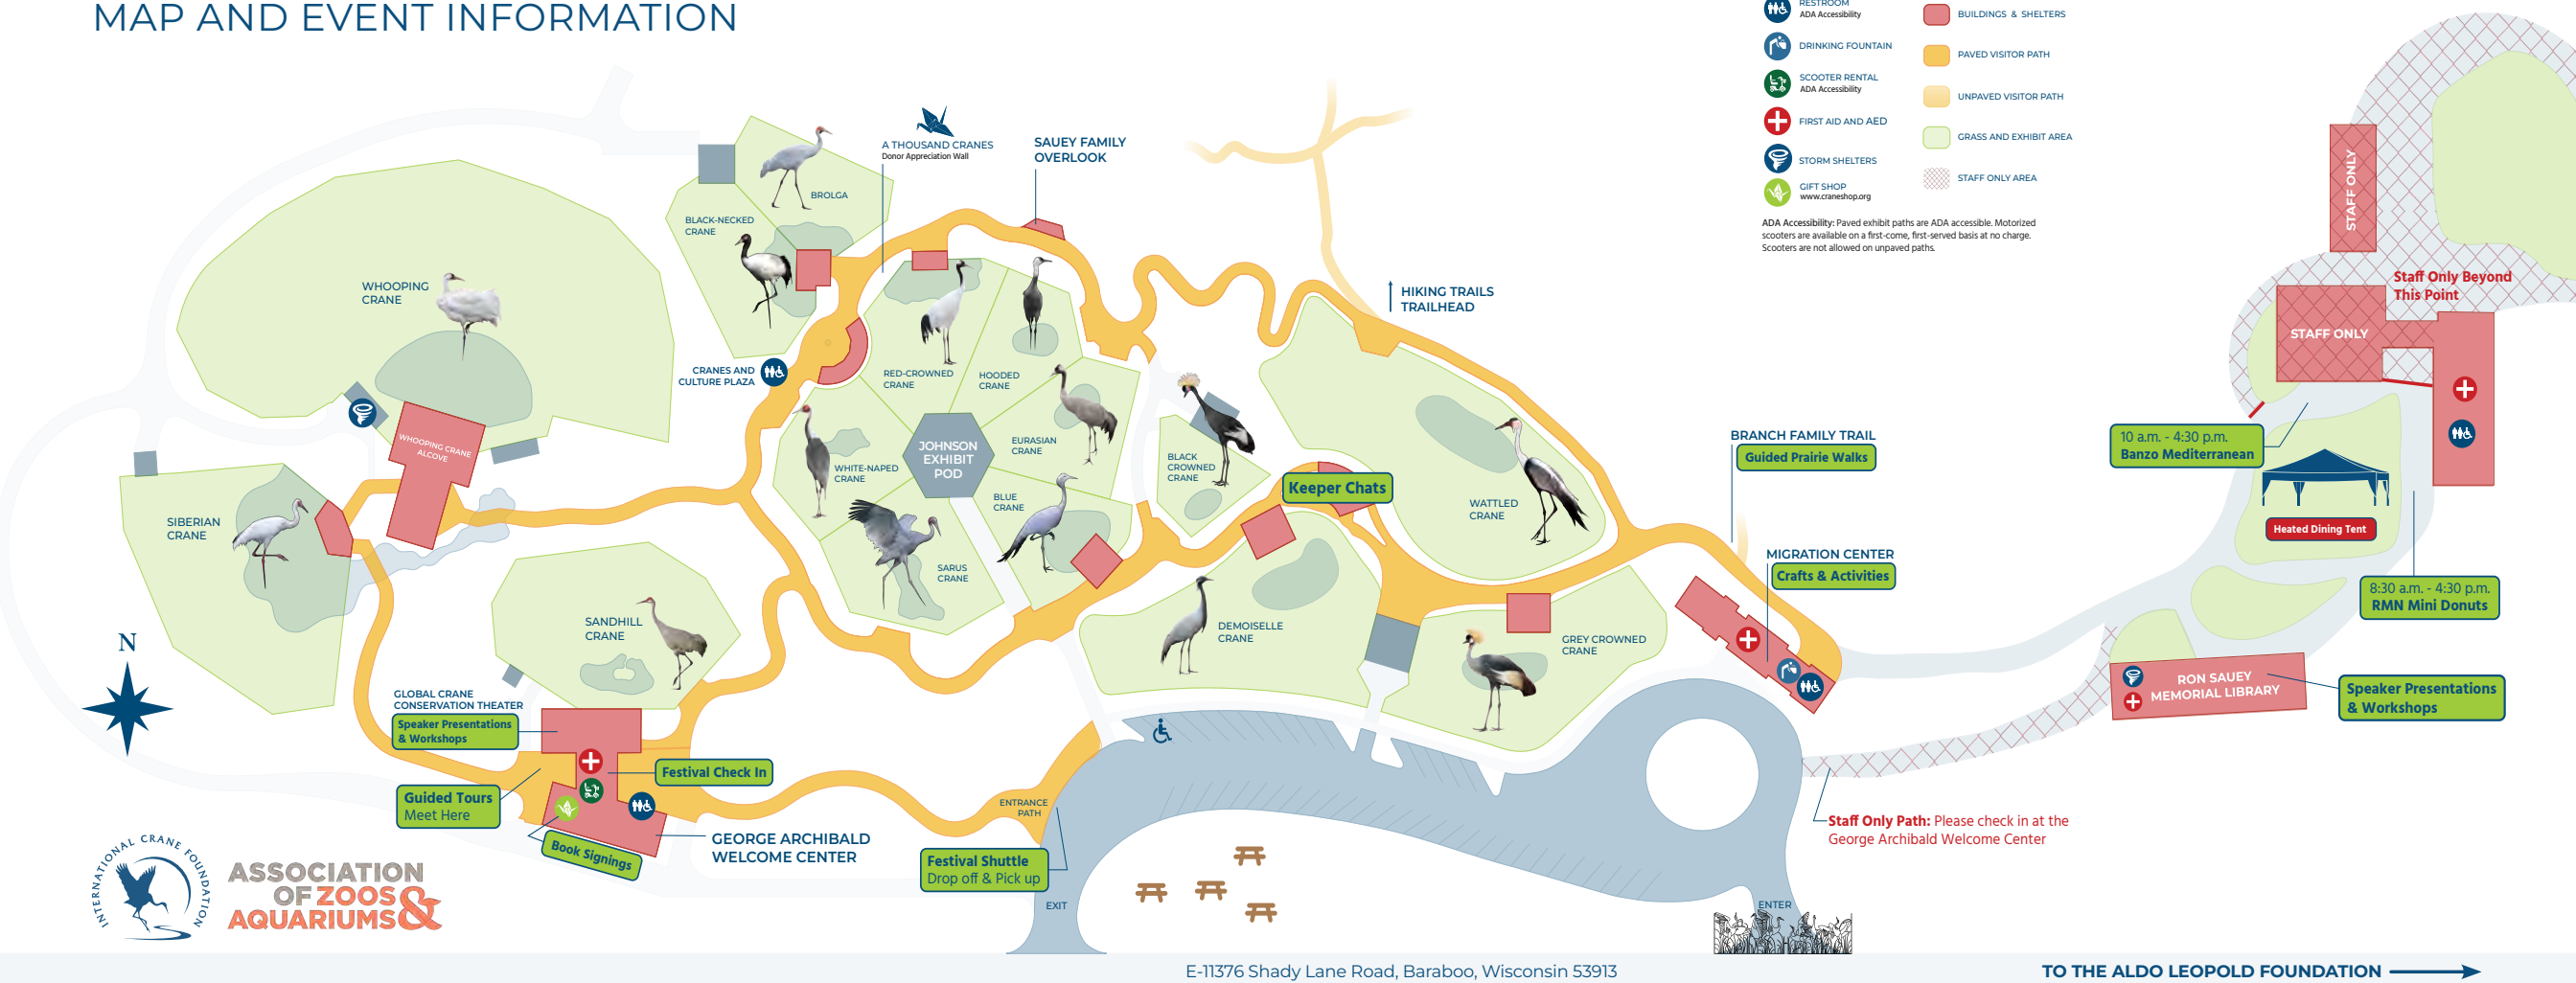 MAP AND EVENT INFORMATION
RESTROOM
ADA Accessibility
DRINKING FOUNTAIN
SCOOTER RENTAL
ADA Accessibility
FIRST AID AND AED
STORM SHELTERS
GIFT SHOP
www.craneshop.org
BUILDINGS & SHELTERS
PAVED VISITOR PATH
UNPAVED VISITOR PATH
GRASS AND EXHIBIT AREA
STAFF ONLY AREA
ADA Accessibility: Paved exhibit paths are ADA accessible. Motorized
scooters are available on a first-come, first-served basis at no charge.
Scooters are not allowed on unpaved paths.
A THOUSAND CRANES
Donor Appreciation Wall
SAUEY FAMILY
OVERLOOK
BROLGA
BLACK-NECKED
CRANE
WHOOPING
CRANE
HIKING TRAILS
TRAILHEAD
CRANES AND
CULTURE PLAZA
RED-CROWNED
CRANE
HOODED
CRANE
WHOOPING CRANE
ALCOVE
JOHNSON
EXHIBIT
POD
EURASIAN
CRANE
WHITE-NAPED
CRANE
BLUE
CRANE
BLACK
CROWNED
CRANE
Keeper Chats
WATTLED
CRANE
SIBERIAN
CRANE
SARUS
CRANE
SANDHILL
CRANE
DEMOISELLE
CRANE
GREY CROWNED
CRANE
BRANCH FAMILY TRAIL
Guided Prairie Walks
MIGRATION CENTER
Crafts & Activities
STAFF ONLY
Staff Only Beyond
This Point
STAFF ONLY
10 a.m. - 4:30 p.m.
Banzo Mediterranean
Heated Dining Tent
8:30 a.m. - 4:30 p.m.
RMN Mini Donuts
RON SAUEY
MEMORIAL LIBRARY
Speaker Presentations
& Workshops
N
GLOBAL CRANE
CONSERVATION THEATER
Speaker Presentations
& Workshops
Festival Check In
Guided Tours
Meet Here
Book Signings
GEORGE ARCHIBALD
WELCOME CENTER
ENTRANCE
PATH
Festival Shuttle
Drop off & Pick up
EXIT
ENTER
Staff Only Path: Please check in at the
George Archibald Welcome Center
INTERNATIONAL CRANE FOUNDATION
ASSOCIATION
OF ZOOS
AQUARIUMS &
E-11376 Shady Lane Road, Baraboo, Wisconsin 53913
TO THE ALDO LEOPOLD FOUNDATION